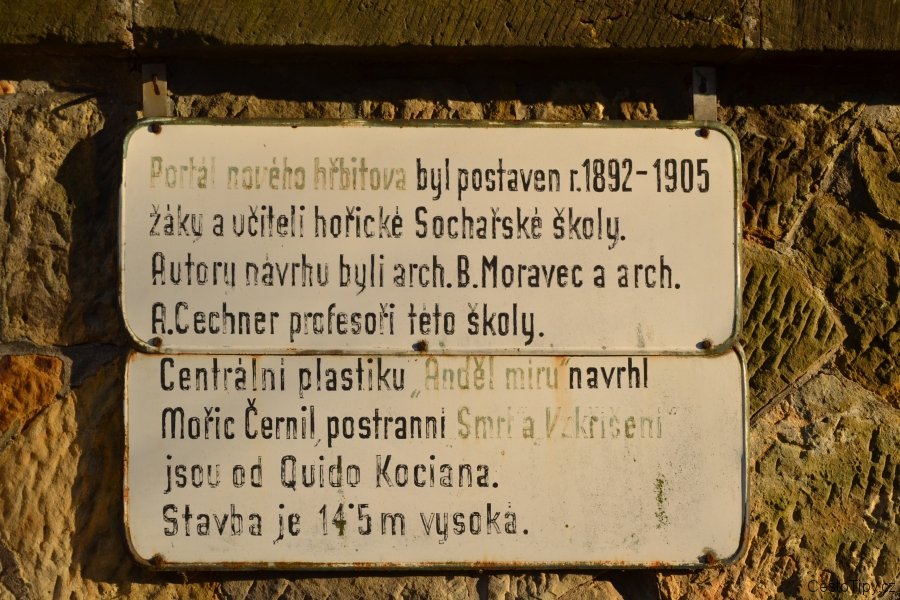 Portál nového hřbitova byl postaven r.1892-1905
žáky a učiteli hořické Sochařské školy.
Autory návrhu byli arch.B.Moravec a arch.
A.Cechner profesoři této školy.
Centrální plastiku „Anděl míru" navrhl
Mořic Černil, postranní Smrt a Vzkříšení
jsou od Quido Kociana.
Stavba je 14˙5 m vysoká.
CestoTipy.cz